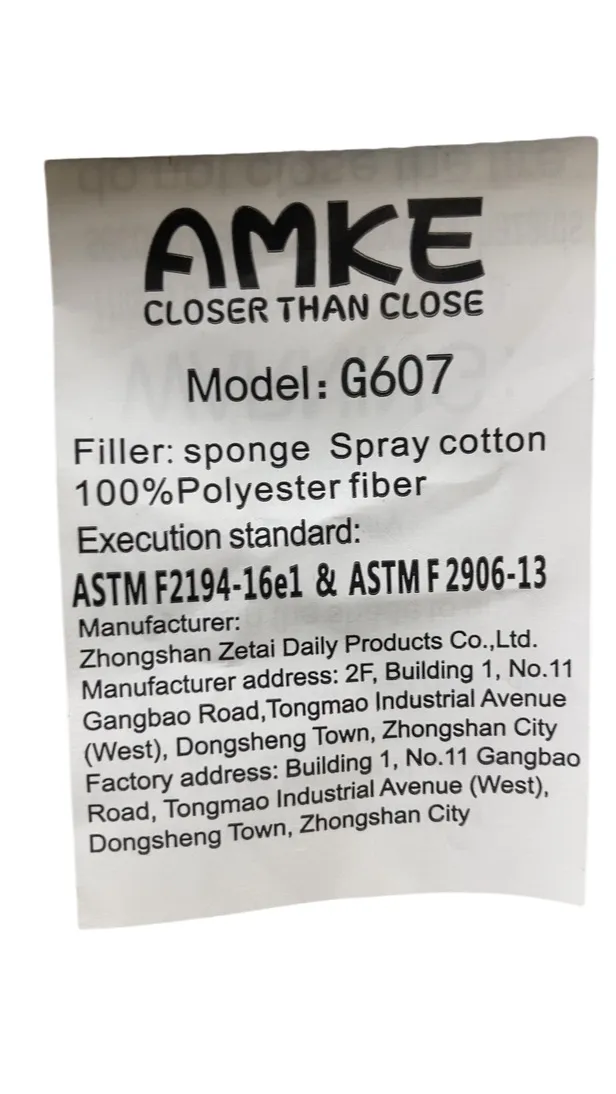 AMKE
CLOSER THAN CLOSE
Model: G607
Filler: sponge Spray cotton
100%Polyester fiber
Execution standard:
ASTM F2194-16e1 & ASTM F 2906-13
Manufacturer:
Zhongshan Zetai Daily Products Co.,Ltd.
Manufacturer address: 2F, Building 1, No.11
Gangbao Road,Tongmao Industrial Avenue
(West), Dongsheng Town, Zhongshan City
Factory address: Building 1, No.11 Gangbao
Road, Tongmao Industrial Avenue (West),
Dongsheng Town, Zhongshan City